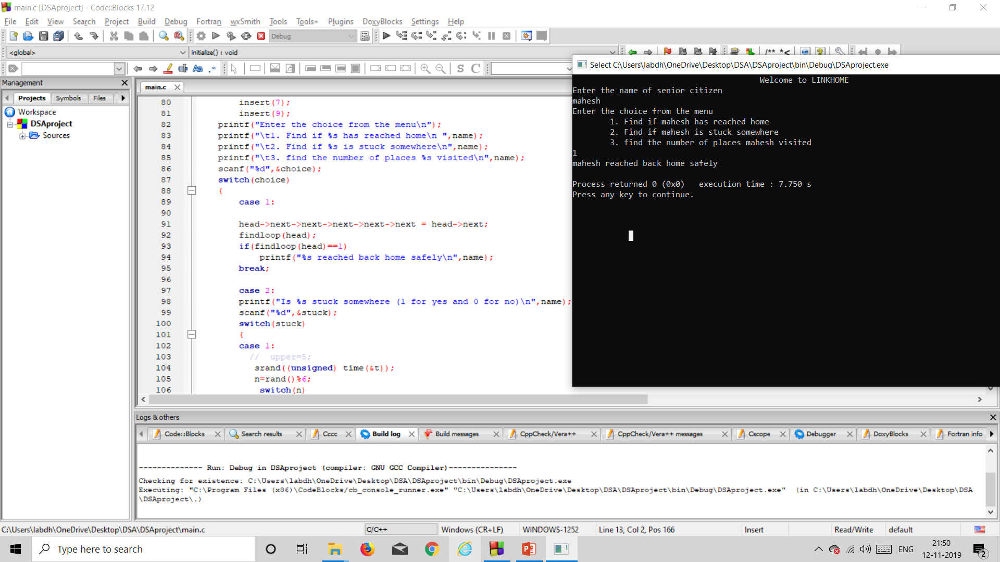 main.c [DSAproject] - Code::Blocks 17.12
File Edit View Search Project Build Debug Fortran wxSmith Tools Tools+ Plugins DoxyBlocks Settings Help
Debug
<global> initialize() : void
/** *<
Aa .*
S C
Management
Projects Symbols Files
Workspace
DSAproject
Sources
main.c
80 insert(7);
81 insert(9);
82 printf("Enter the choice from the menu\n");
83 printf("\t1. Find if %s has reached home\n ",name);
84 printf("\t2. Find if %s is stuck somewhere\n",name);
85 printf("\t3. find the number of places %s visited\n",name);
86 scanf("%d",&choice);
87 switch(choice)
88 {
89 case 1:
90
91 head->next->next->next->next->next = head->next;
92 findloop(head);
93 if(findloop(head)==1)
94 printf("%s reached back home safely\n",name);
95 break;
96
97 case 2:
98 printf("Is %s stuck somewhere (1 for yes and 0 for no)\n",name);
99 scanf("%d",&stuck);
100 switch(stuck)
101 {
102 case 1:
103 // upper=5;
104 srand((unsigned) time(&t));
105 n=rand()%6;
106 switch(n)
Select C:\Users\labdh\OneDrive\Desktop\DSA\DSAproject\bin\Debug\DSAproject.exe
Welcome to LINKHOME
Enter the name of senior citizen
mahesh
Enter the choice from the menu
1. Find if mahesh has reached home
2. Find if mahesh is stuck somewhere
3. find the number of places mahesh visited
1
mahesh reached back home safely
Process returned 0 (0x0) execution time : 7.750 s
Press any key to continue.
Logs & others
Code::Blocks Search results Cccc Build log Build messages CppCheck/Vera++ CppCheck/Vera++ messages Cscope Debugger DoxyBlocks Fortran info
-------------- Run: Debug in DSAproject (compiler: GNU GCC Compiler)---------------
Checking for existence: C:\Users\labdh\OneDrive\Desktop\DSA\DSAproject\bin\Debug\DSAproject.exe
Executing: "C:\Program Files (x86)\CodeBlocks/cb_console_runner.exe" "C:\Users\labdh\OneDrive\Desktop\DSA\DSAproject\bin\Debug\DSAproject.exe" (in C:\Users\labdh\OneDrive\Desktop\DSA
\DSAproject\.)
C:\Users\labdh\OneDrive\Desktop\DSA\DSAproject\main.c C/C++ Windows (CR+LF) WINDOWS-1252 Line 13, Col 2, Pos 166 Insert Read/Write default
Type here to search
ENG
21:50
12-11-2019
2